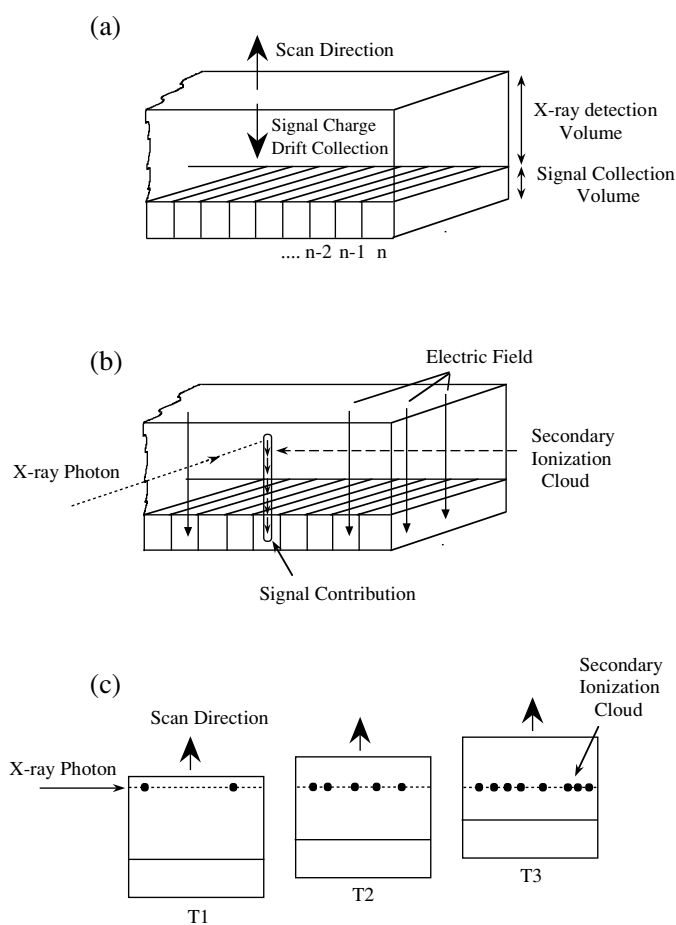 (a)
Scan Direction
Signal Charge
Drift Collection
X-ray detection
Volume
Signal Collection
Volume
.... n-2 n-1 n
(b)
Electric Field
X-ray Photon
Secondary
Ionization
Cloud
Signal Contribution
(c)
Secondary
Ionization
Cloud
Scan Direction
X-ray Photon
T1
T2
T3